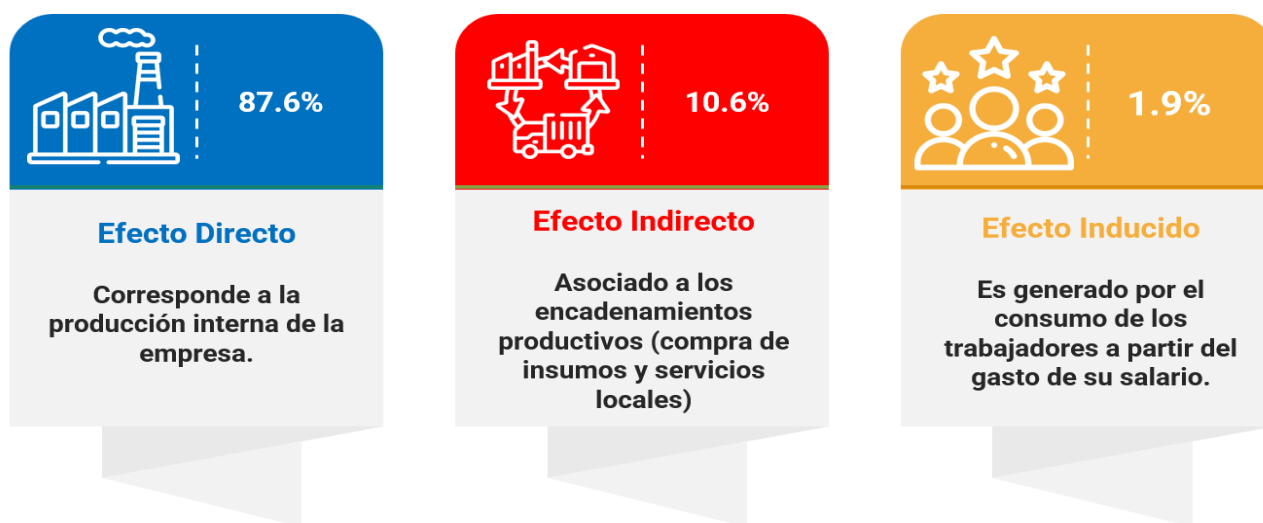 87.6%
Efecto Directo
Corresponde a la
producción interna de la
empresa.
10.6%
Efecto Indirecto
Asociado a los
encadenamientos
productivos (compra de
insumos y servicios
locales)
1.9%
Efecto Inducido
Es generado por el
consumo de los
trabajadores a partir del
gasto de su salario.